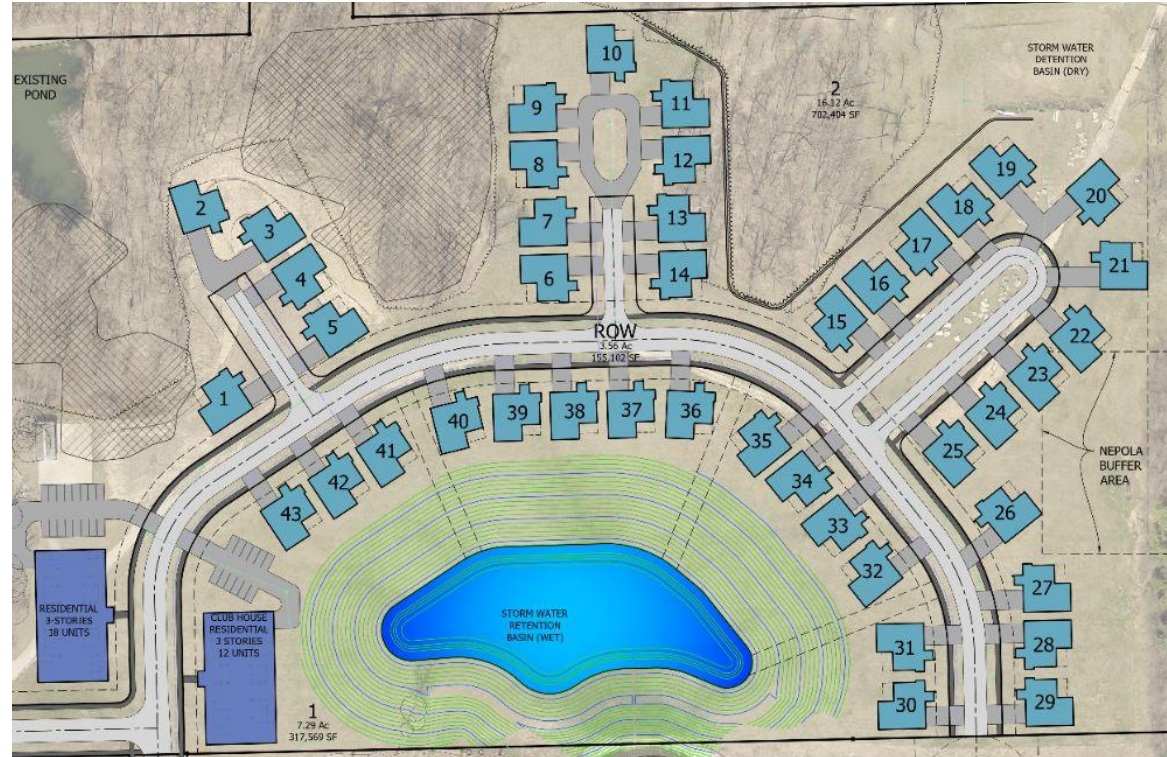 EXISTING
POND
STORM WATER
DETENTION
BASIN (DRY)
2
16.12 Ac
702,404 SF
10
9
11
8
12
7
13
6
14
2
3
4
5
1
19
20
18
17
21
16
15
22
23
24
25
ROW
3.56 Ac
155,102 SF
NEPOLA
BUFFER
AREA
40
39
38
37
36
41
42
43
35
34
33
32
26
27
31
28
30
29
RESIDENTIAL
3-STORIES
18 UNITS
CLUB HOUSE
RESIDENTIAL
3 STORIES
12 UNITS
STORM WATER
RETENTION
BASIN (WET)
1
7.29 Ac
317,569 SF